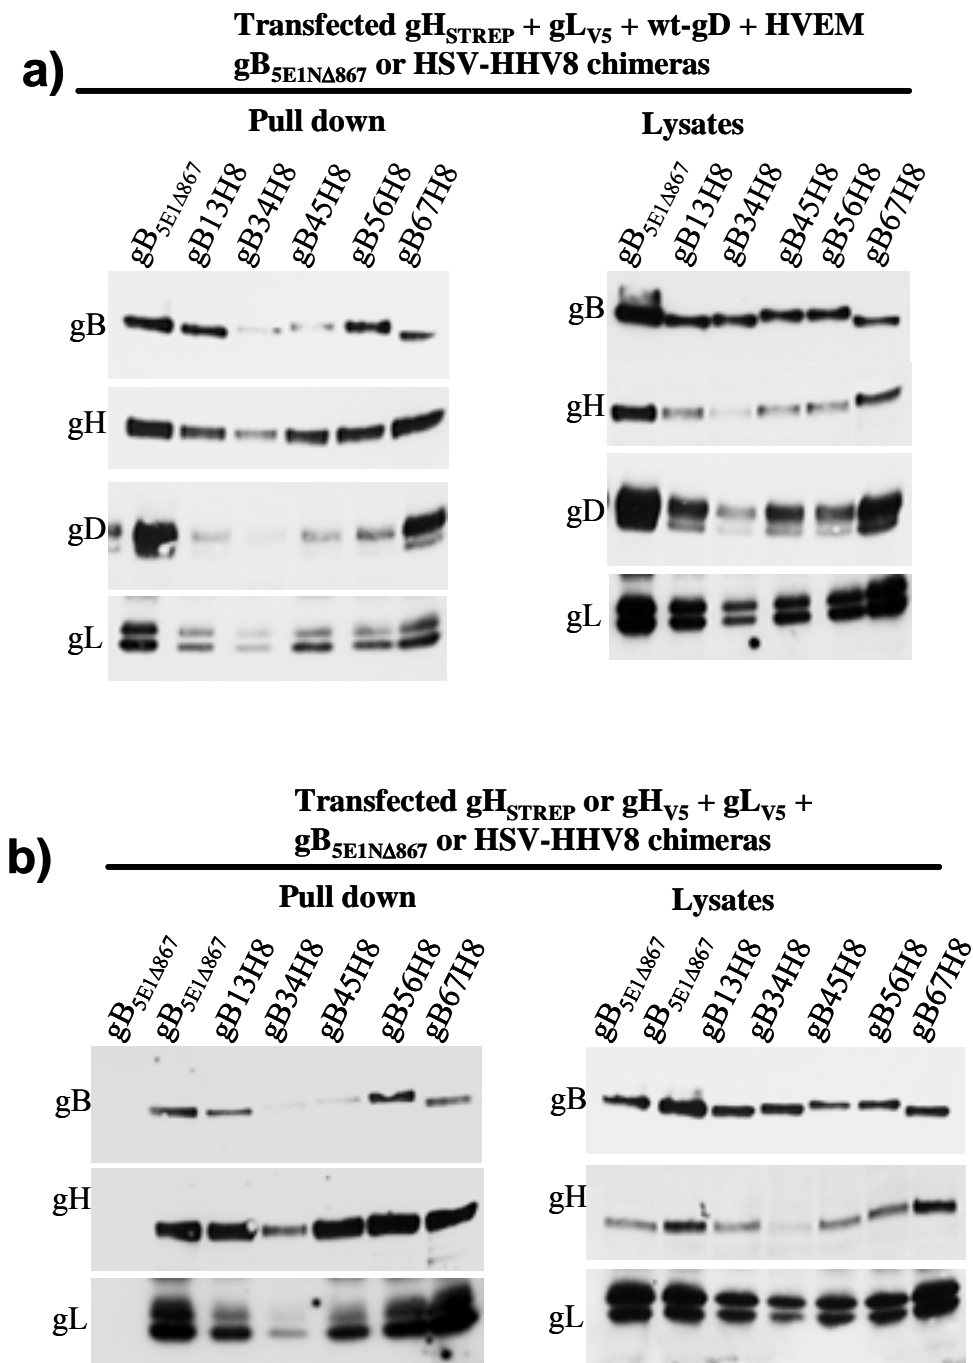 a)
Transfected gHSTREP + gLV5 + wt-gD + HVEM
gB5E1NΔ867 or HSV-HHV8 chimeras
Pull down
Lysates
gB5E1Δ867 gB13H8 gB34H8 gB45H8 gB56H8 gB67H8
gB5E1Δ867 gB13H8 gB34H8 gB45H8 gB56H8 gB67H8
gB
gH
gD
gL
gB
gH
gD
gL
b)
Transfected gHSTREP or gHV5 + gLV5 +
gB5E1NΔ867 or HSV-HHV8 chimeras
Pull down
Lysates
gB5E1Δ867 gB5E1Δ867 gB13H8 gB34H8 gB45H8 gB56H8 gB67H8
gB5E1Δ867 gB5E1Δ867 gB13H8 gB34H8 gB45H8 gB56H8 gB67H8
gB
gH
gL
gB
gH
gL